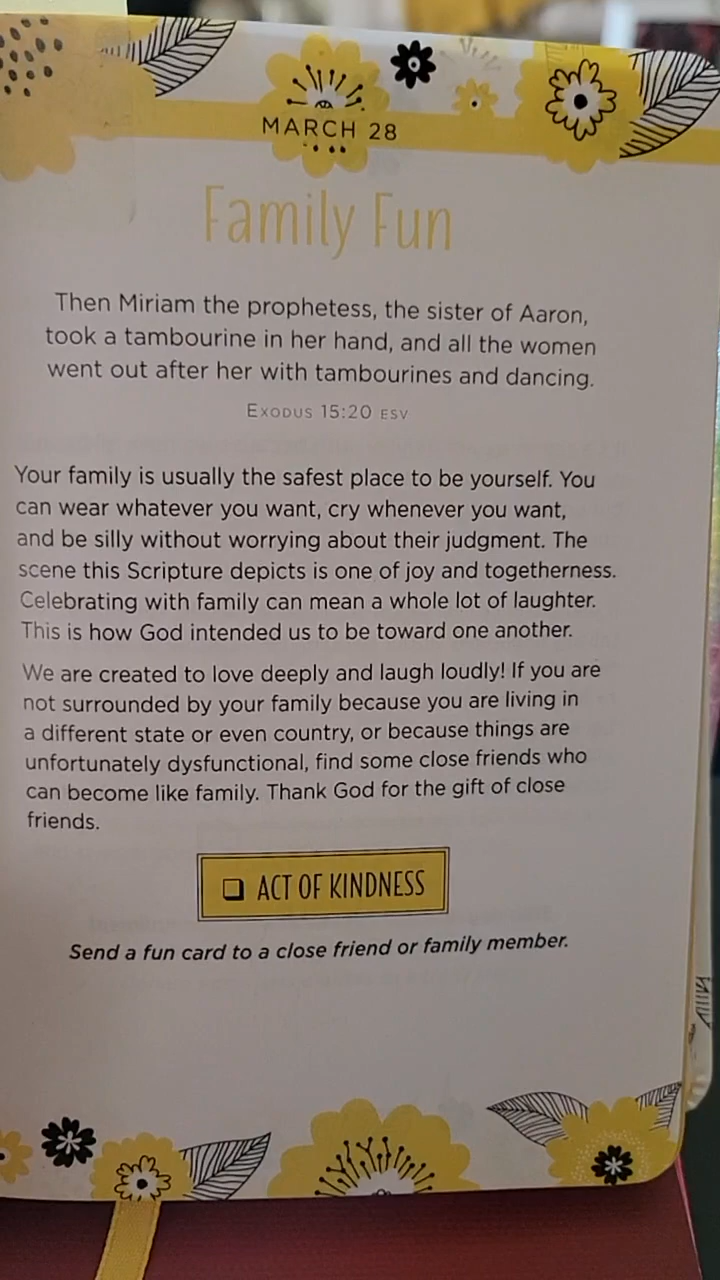 MARCH 28
Family Fun
Then Miriam the prophetess, the sister of Aaron,
took a tambourine in her hand, and all the women
went out after her with tambourines and dancing.
EXODUS 15:20 ESV
Your family is usually the safest place to be yourself. You
can wear whatever you want, cry whenever you want,
and be silly without worrying about their judgment. The
scene this Scripture depicts is one of joy and togetherness.
Celebrating with family can mean a whole lot of laughter.
This is how God intended us to be toward one another.
We are created to love deeply and laugh loudly! If you are
not surrounded by your family because you are living in
a different state or even country, or because things are
unfortunately dysfunctional, find some close friends who
can become like family. Thank God for the gift of close
friends.
❑ ACT OF KINDNESS
Send a fun card to a close friend or family member.